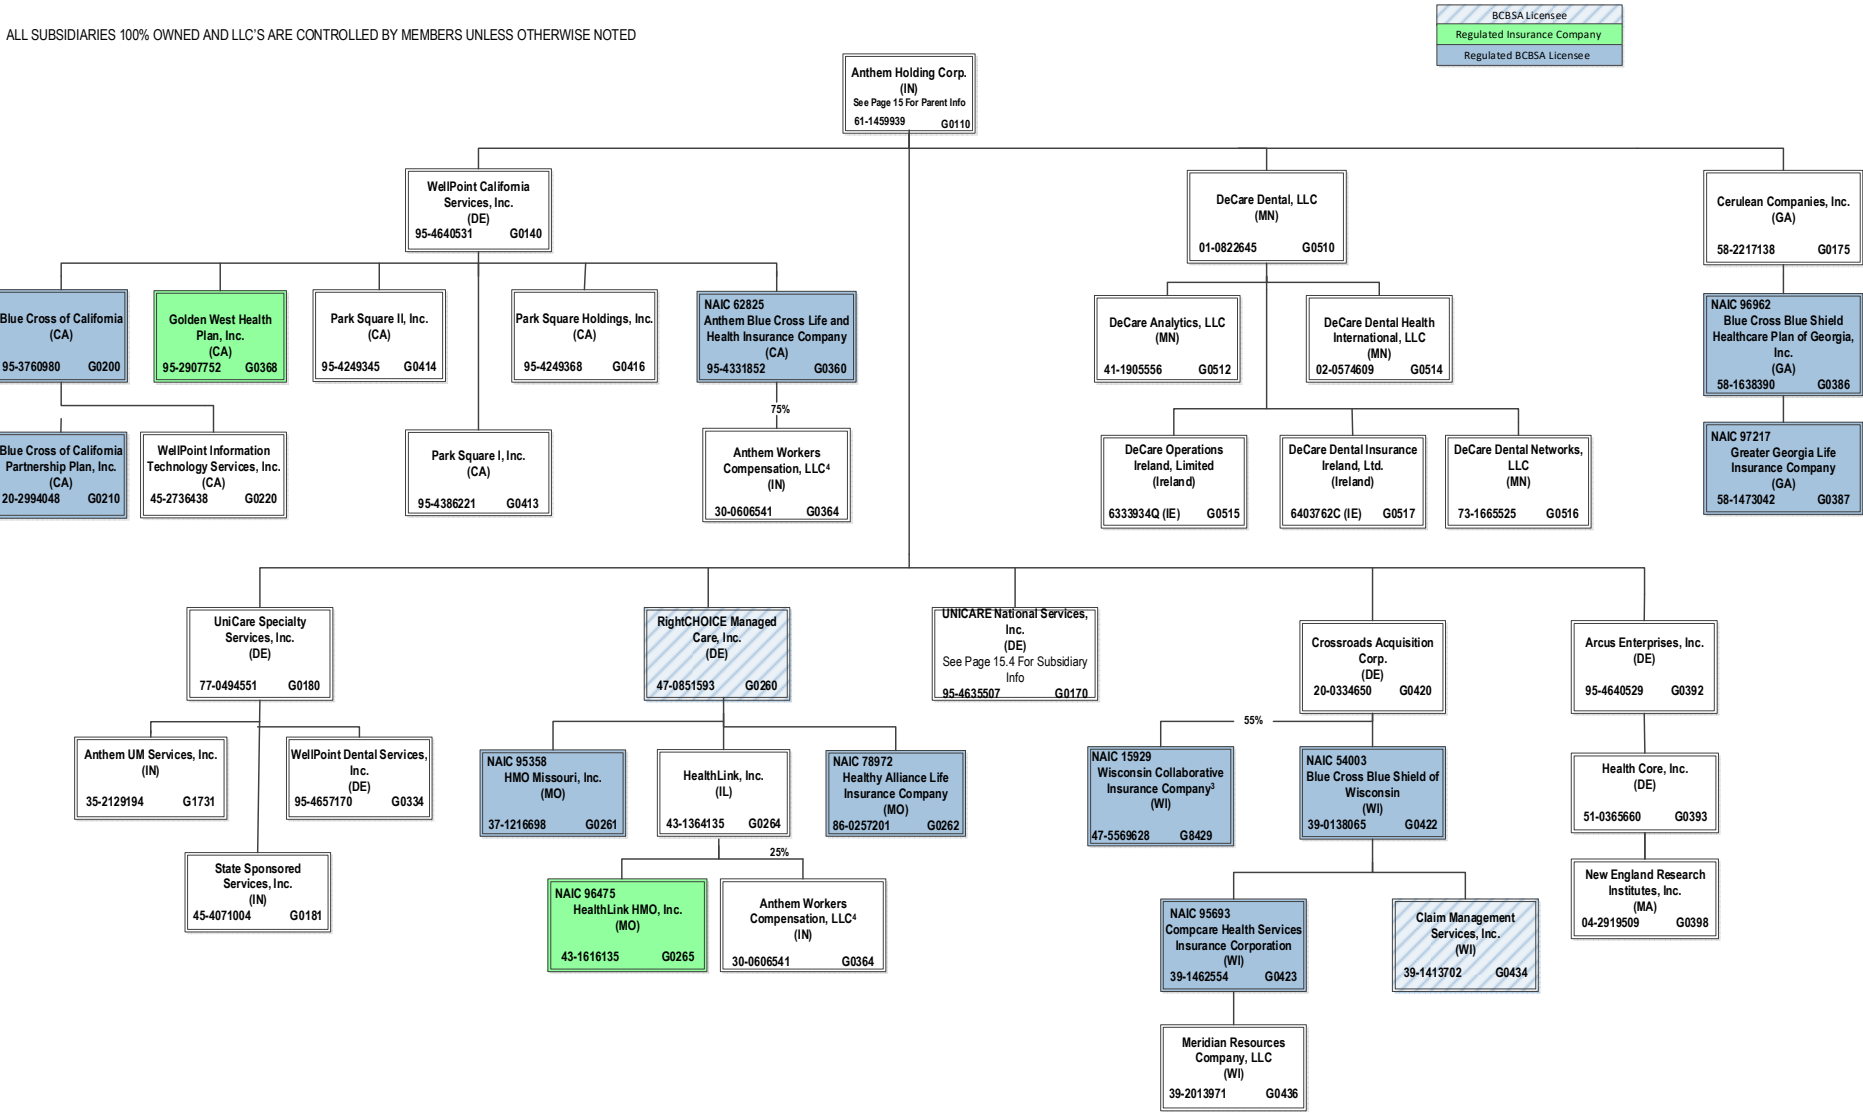 BCBSA Licensee
Regulated Insurance Company
Regulated BCBSA Licensee
ALL SUBSIDIARIES 100% OWNED AND LLC'S ARE CONTROLLED BY MEMBERS UNLESS OTHERWISE NOTED
Anthem Holding Corp.
(IN)
See Page 15 For Parent Info
61-1459939 G0110
WellPoint California
Services, Inc.
(DE)
95-4640531 G0140
DeCare Dental, LLC
(MN)
01-0822645 G0510
Cerulean Companies, Inc.
(GA)
58-2217138 G0175
Blue Cross of California
(CA)
95-3760980 G0200
Golden West Health
Plan, Inc.
(CA)
95-2907752 G0368
Park Square II, Inc.
(CA)
95-4249345 G0414
Park Square Holdings, Inc.
(CA)
95-4249368 G0416
NAIC 62825
Anthem Blue Cross Life and
Health Insurance Company
(CA)
95-4331852 G0360
DeCare Analytics, LLC
(MN)
41-1905556 G0512
DeCare Dental Health
International, LLC
(MN)
02-0574609 G0514
NAIC 96962
Blue Cross Blue Shield
Healthcare Plan of Georgia,
Inc.
(GA)
58-1638390 G0386
75%
Blue Cross of California
Partnership Plan, Inc.
(CA)
20-2994048 G0210
WellPoint Information
Technology Services, Inc.
(CA)
45-2736438 G0220
Park Square I, Inc.
(CA)
95-4386221 G0413
Anthem Workers
Compensation, LLC⁴
(IN)
30-0606541 G0364
DeCare Operations
Ireland, Limited
(Ireland)
6333934Q (IE) G0515
DeCare Dental Insurance
Ireland, Ltd.
(Ireland)
6403762C (IE) G0517
DeCare Dental Networks,
LLC
(MN)
73-1665525 G0516
NAIC 97217
Greater Georgia Life
Insurance Company
(GA)
58-1473042 G0387
UniCare Specialty
Services, Inc.
(DE)
77-0494551 G0180
RightCHOICE Managed
Care, Inc.
(DE)
47-0851593 G0260
UNICARE National Services,
Inc.
(DE)
See Page 15.4 For Subsidiary
Info
95-4635507 G0170
Crossroads Acquisition
Corp.
(DE)
20-0334650 G0420
Arcus Enterprises, Inc.
(DE)
95-4640529 G0392
55%
Anthem UM Services, Inc.
(IN)
35-2129194 G1731
WellPoint Dental Services,
Inc.
(DE)
95-4657170 G0334
NAIC 95358
HMO Missouri, Inc.
(MO)
37-1216698 G0261
HealthLink, Inc.
(IL)
43-1364135 G0264
NAIC 78972
Healthy Alliance Life
Insurance Company
(MO)
86-0257201 G0262
NAIC 15929
Wisconsin Collaborative
Insurance Company³
(WI)
47-5569628 G8429
NAIC 54003
Blue Cross Blue Shield of
Wisconsin
(WI)
39-0138065 G0422
Health Core, Inc.
(DE)
51-0365660 G0393
25%
State Sponsored
Services, Inc.
(IN)
45-4071004 G0181
NAIC 96475
HealthLink HMO, Inc.
(MO)
43-1616135 G0265
Anthem Workers
Compensation, LLC⁴
(IN)
30-0606541 G0364
NAIC 95693
Compcare Health Services
Insurance Corporation
(WI)
39-1462554 G0423
Claim Management
Services, Inc.
(WI)
39-1413702 G0434
New England Research
Institutes, Inc.
(MA)
04-2919509 G0398
Meridian Resources
Company, LLC
(WI)
39-2013971 G0436